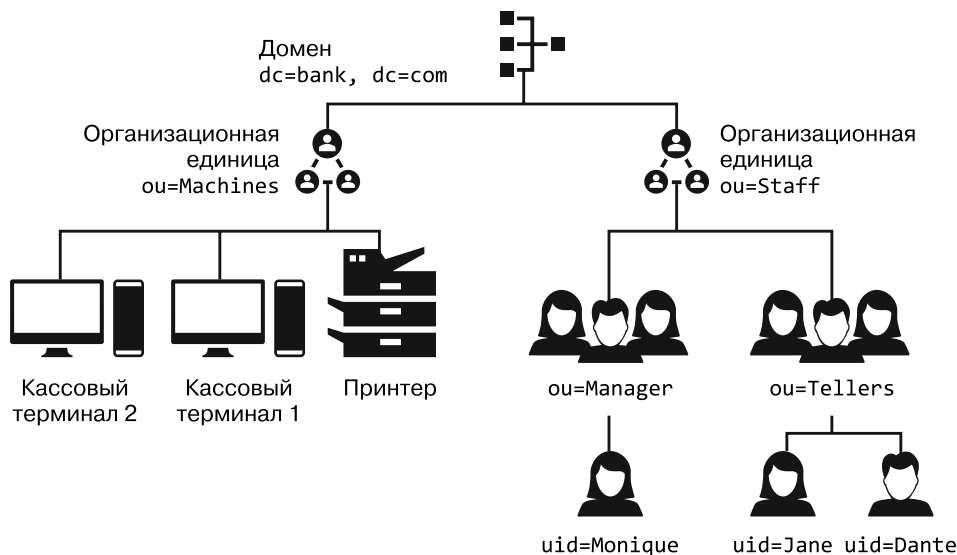 Домен
dc=bank, dc=com
Организационная
единица
ou=Machines
Организационная
единица
ou=Staff
Кассовый
терминал 2
Кассовый
терминал 1
Принтер
ou=Manager
ou=Tellers
uid=Monique
uid=Jane
uid=Dante